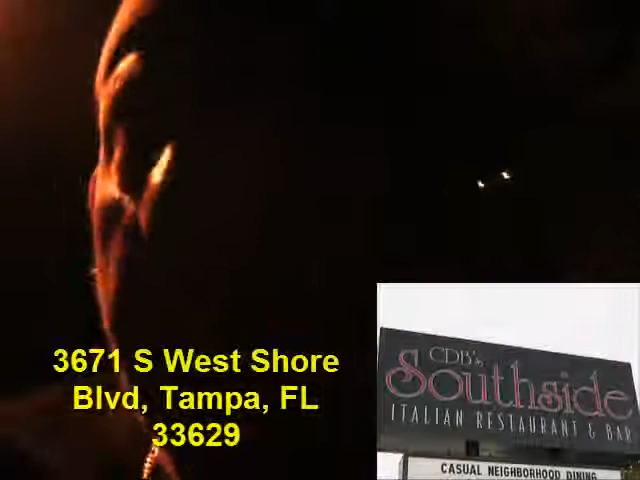 3671 S West Shore
Blvd, Tampa, FL
33629
CDB's
Southside
ITALIAN RESTAURANT & BAR
CASUAL NEIGHBORHOOD DINING